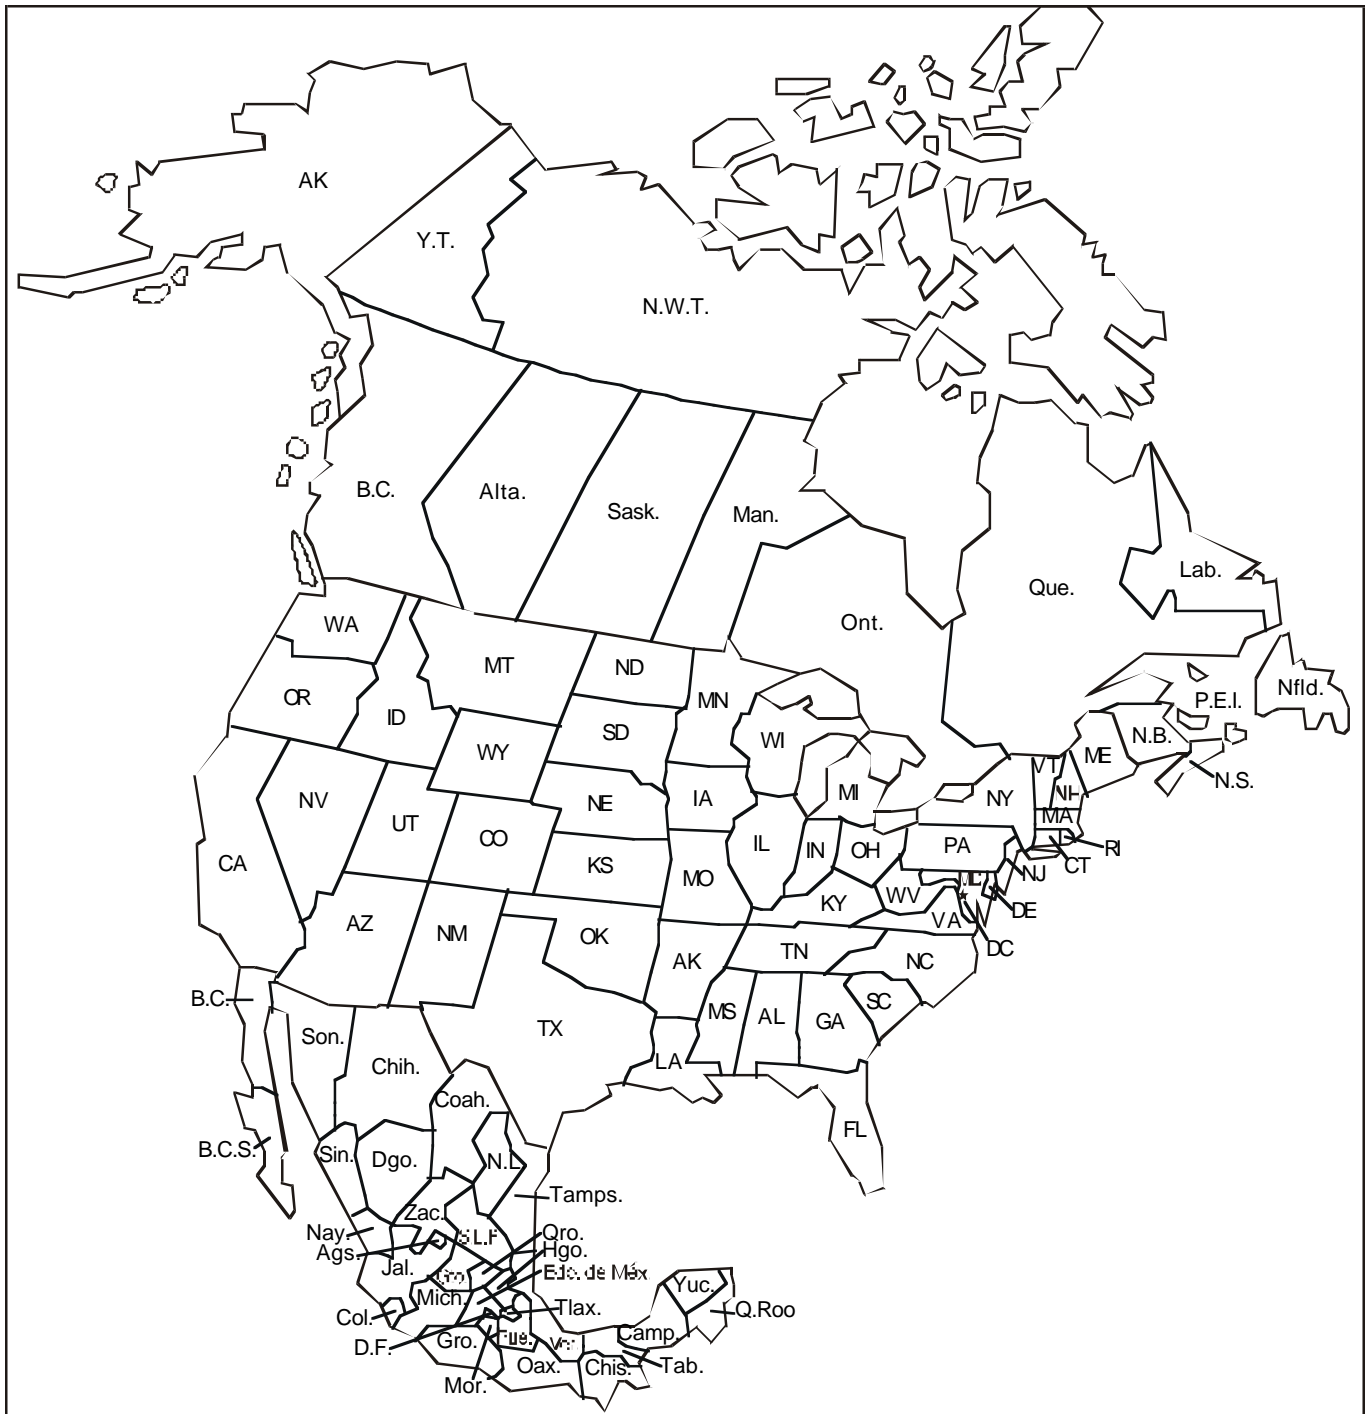 AK
Y.T.
N.W.T.
B.C.
Alta.
Sask.
Man.
Ont.
Que.
Lab.
Nfld.
P.E.I.
N.B.
N.S.
WA
MT
ND
MN
OR
ID
SD
WI
WY
MI
NY
VT
NH
ME
MA
RI
CT
NV
UT
CO
NE
IA
IL
IN
OH
PA
NJ
CA
KS
MO
KY
WV
VA
DE
DC
AZ
NM
OK
AK
TN
NC
SC
MS
AL
GA
TX
LA
FL
B.C.
Son.
Chih.
Coah.
B.C.S.
Sin.
Dgo.
N.L
Tamps.
Zac.
Nay.
Ags.
Qro.
Hgo.
Edo. de Méx.
Jal.
Mich.
Col.
D.F.
Gro.
Mor.
Tlax.
Oax.
Chis.
Camp.
Tab.
Yuc.
Q.Roo